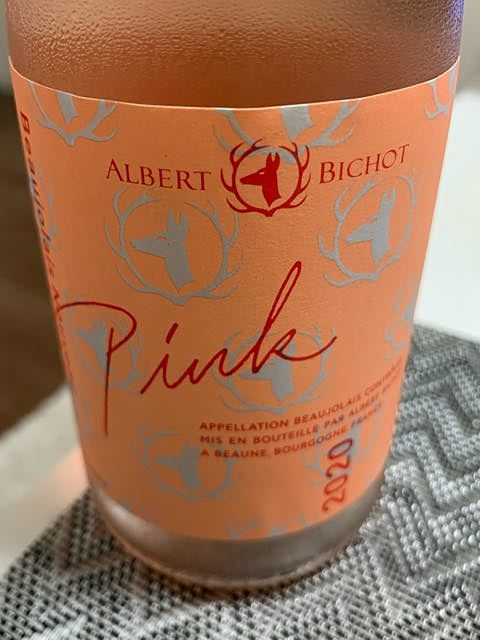 ALBERT BICHOT
Pink
APPELLATION BEAUJOLAIS CONTRÔLÉE
MIS EN BOUTEILLE PAR ALBERT
A BEAUNE, BOURGOGNE, FRANCE
2020